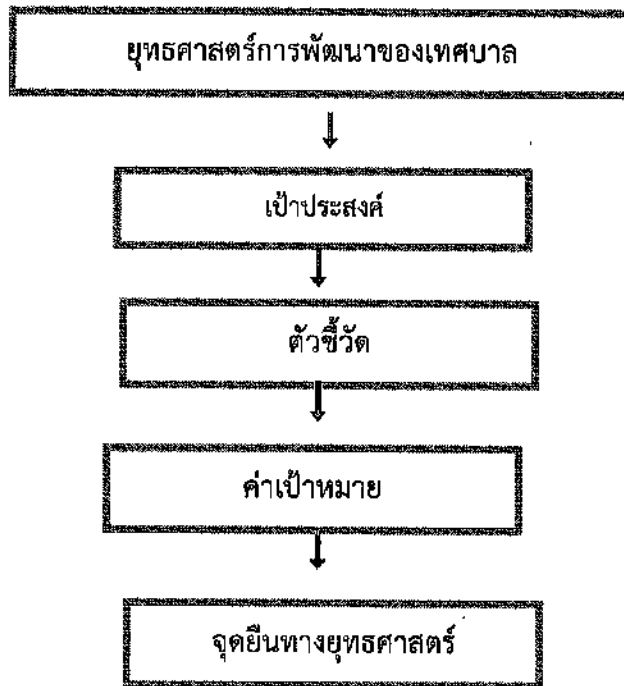 ยุทธศาสตร์การพัฒนาของเทศบาล
เป้าประสงค์
ตัวชี้วัด
ค่าเป้าหมาย
จุดยืนทางยุทธศาสตร์